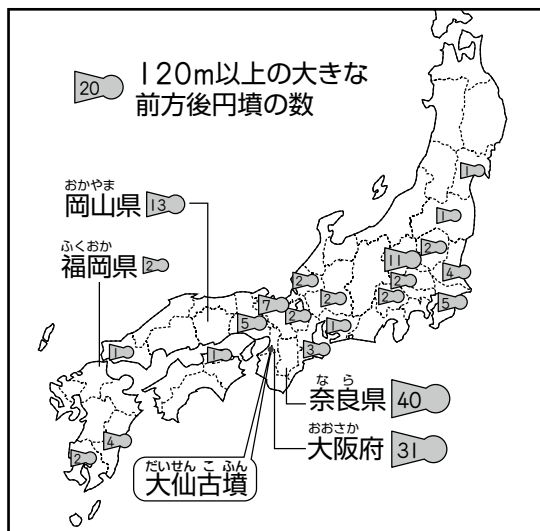 20
120m以上の大きな
前方後円墳の数
おかやま
岡山県
13
ふくおか
福岡県
2
1
1
2
11
2
4
2
2
2
5
7
2
5
1
3
1
1
4
2
なら
奈良県
40
おおさか
大阪府
31
だいせんこふん
大仙古墳